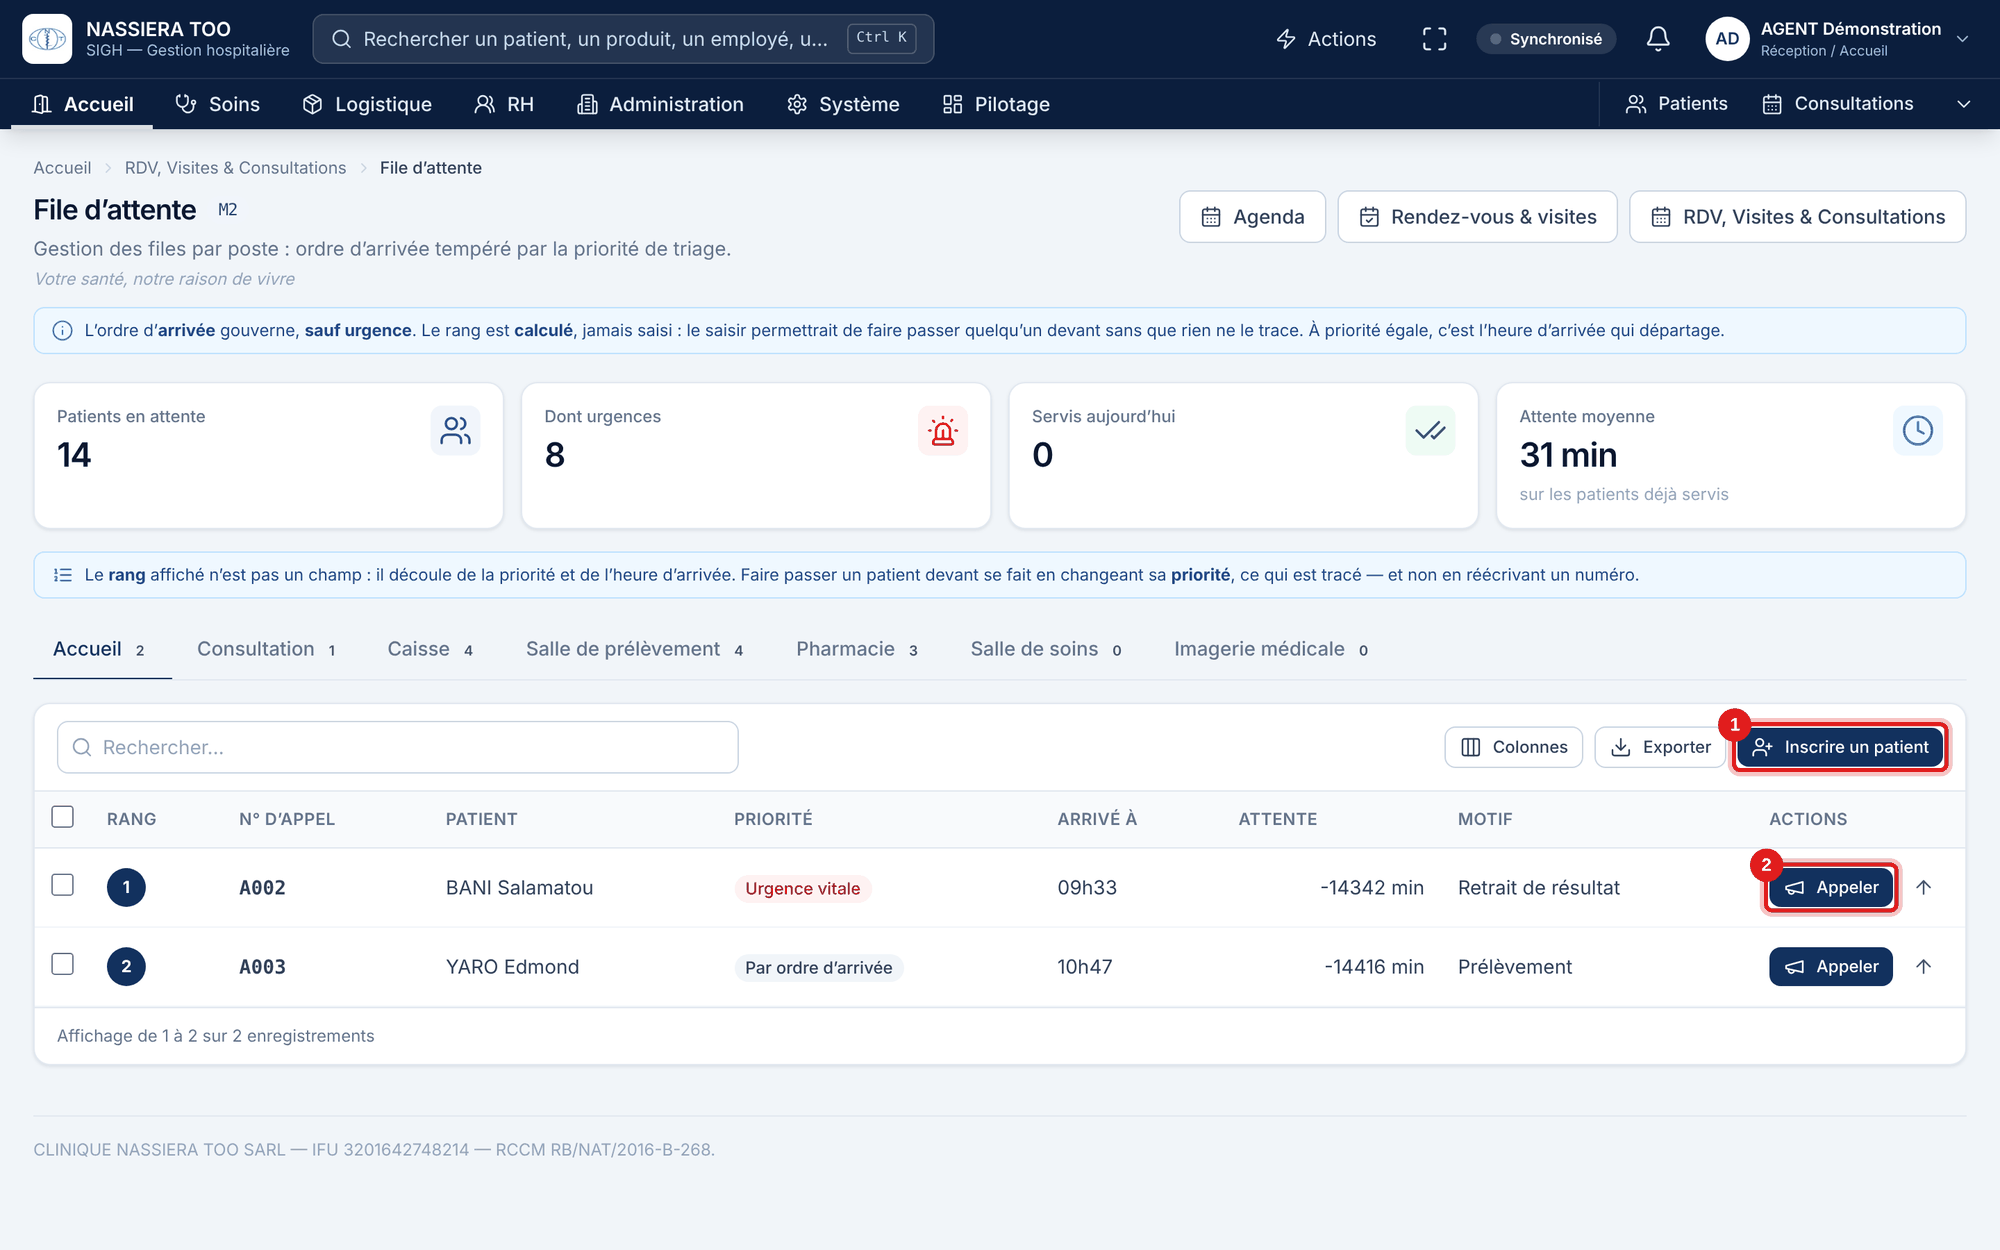 NASSIERA TOO
SIGH — Gestion hospitalière
Rechercher un patient, un produit, un employé, u... Ctrl K
Actions
Synchronisé
AD
AGENT Démonstration
Réception / Accueil
Accueil Soins Logistique RH Administration Système Pilotage Patients Consultations
Accueil RDV, Visites & Consultations File d’attente
File d’attente M2
Agenda Rendez-vous & visites RDV, Visites & Consultations
Gestion des files par poste : ordre d’arrivée tempéré par la priorité de triage.
Votre santé, notre raison de vivre
L’ordre d’arrivée gouverne, sauf urgence. Le rang est calculé, jamais saisi : le saisir permettrait de faire passer quelqu’un devant sans que rien ne le trace. À priorité égale, c’est l’heure d’arrivée qui départage.
Patients en attente
14
Dont urgences
8
Servis aujourd’hui
0
Attente moyenne
31 min
sur les patients déjà servis
Le rang affiché n’est pas un champ : il découle de la priorité et de l’heure d’arrivée. Faire passer un patient devant se fait en changeant sa priorité, ce qui est tracé — et non en réécrivant un numéro.
Accueil 2 Consultation 1 Caisse 4 Salle de prélèvement 4 Pharmacie 3 Salle de soins 0 Imagerie médicale 0
Rechercher...
Colonnes Exporter 1 Inscrire un patient
RANG N° D’APPEL PATIENT PRIORITÉ ARRIVÉ À ATTENTE MOTIF ACTIONS
1 A002 BANI Salamatou Urgence vitale 09h33 -14342 min Retrait de résultat 2 Appeler
2 A003 YARO Edmond Par ordre d’arrivée 10h47 -14416 min Prélèvement Appeler
Affichage de 1 à 2 sur 2 enregistrements
CLINIQUE NASSIERA TOO SARL — IFU 3201642748214 — RCCM RB/NAT/2016-B-268.